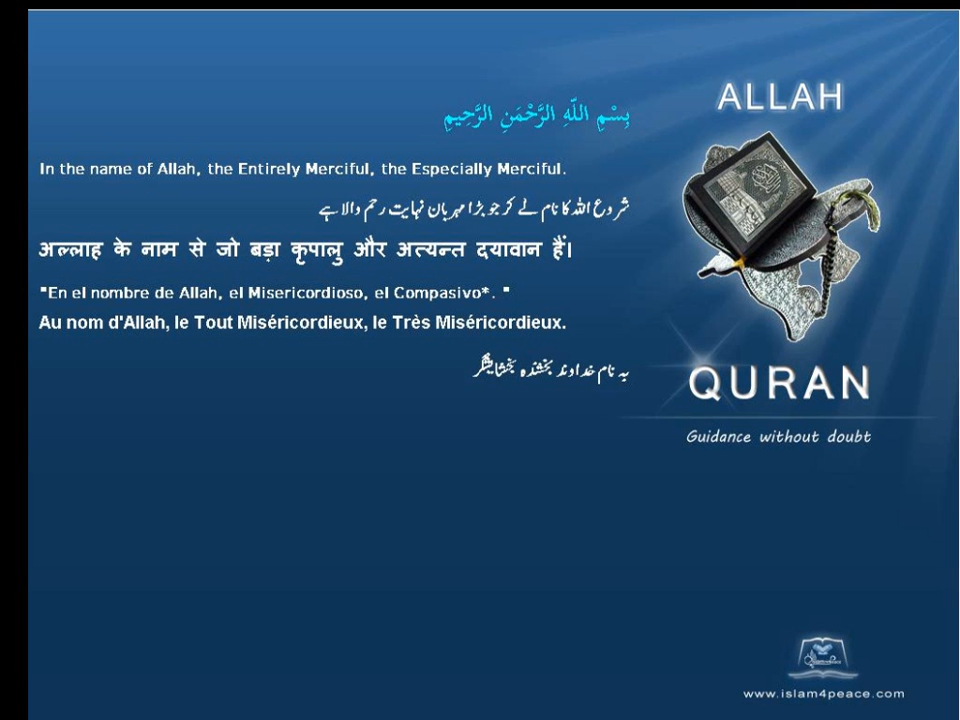 بِسْمِ اللّهِ الرَّحْمَنِ الرَّحِيمِ
In the name of Allah, the Entirely Merciful, the Especially Merciful.
شروع اللہ کا نام لے کر جو بڑا مہربان نہایت رحم والا ہے
अल्लाह के नाम से जो बड़ा कृपालु और अत्यन्त दयावान हैं।
"En el nombre de Allah, el Misericordioso, el Compasivo*. "
Au nom d'Allah, le Tout Miséricordieux, le Très Miséricordieux.
به نام خداوند بخشنده بخشایشگر
ALLAH
QURAN
Guidance without doubt
www.islam4peace.com